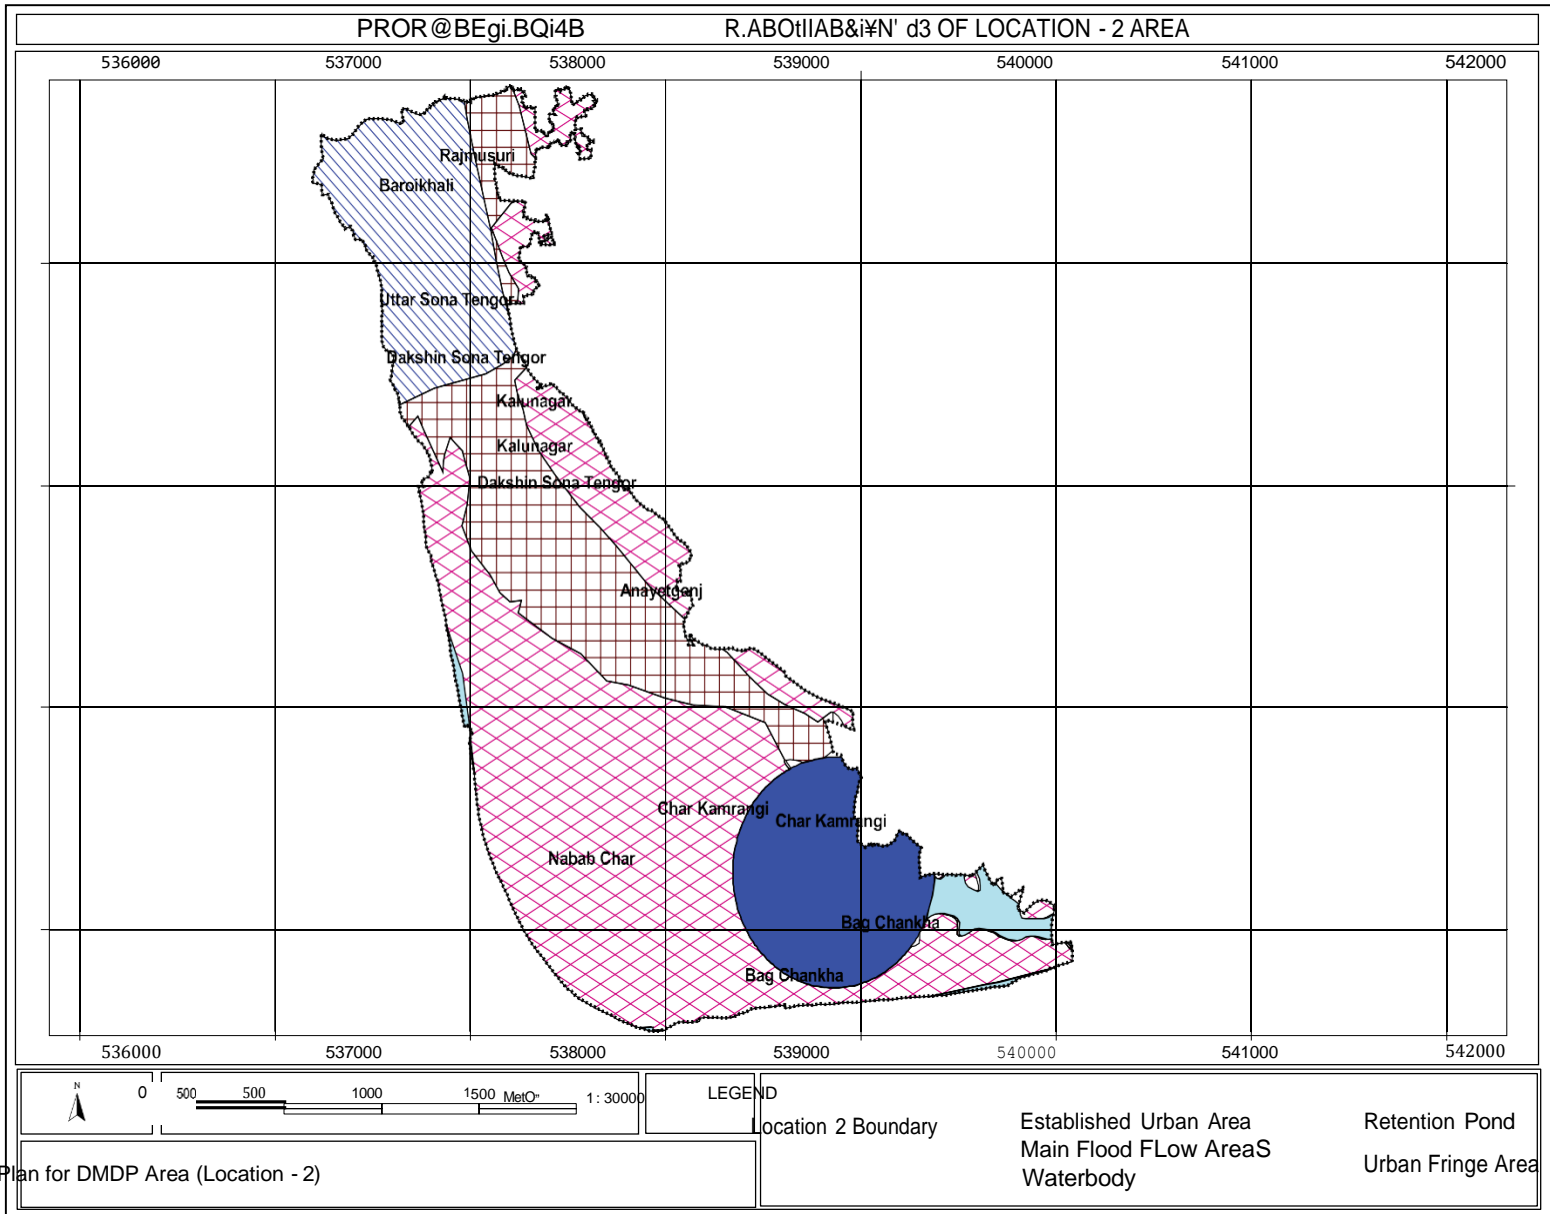 PROR@BEgi.BQi4B R.ABOtIIAB&i¥N' d3 OF LOCATION - 2 AREA
536000 537000 538000 539000 540000 541000 542000
Rajmusuri
Baroikhali
Uttar Sona Tengor
Dakshin Sona Tengor
Kalunagar
Kalunagar
Dakshin Sona Tengor
Anayetganj
Char Kamrangi
Char Kamrangi
Nabab Char
Bag Chankha
Bag Chankha
536000 537000 538000 539000 540000 541000 542000
N
0 500 500 1000 1500 MetO" 1 : 30000
LEGEND
Location 2 Boundary
Established Urban Area
Main Flood FLow AreaS
Waterbody
Retention Pond
Urban Fringe Area
Plan for DMDP Area (Location - 2)